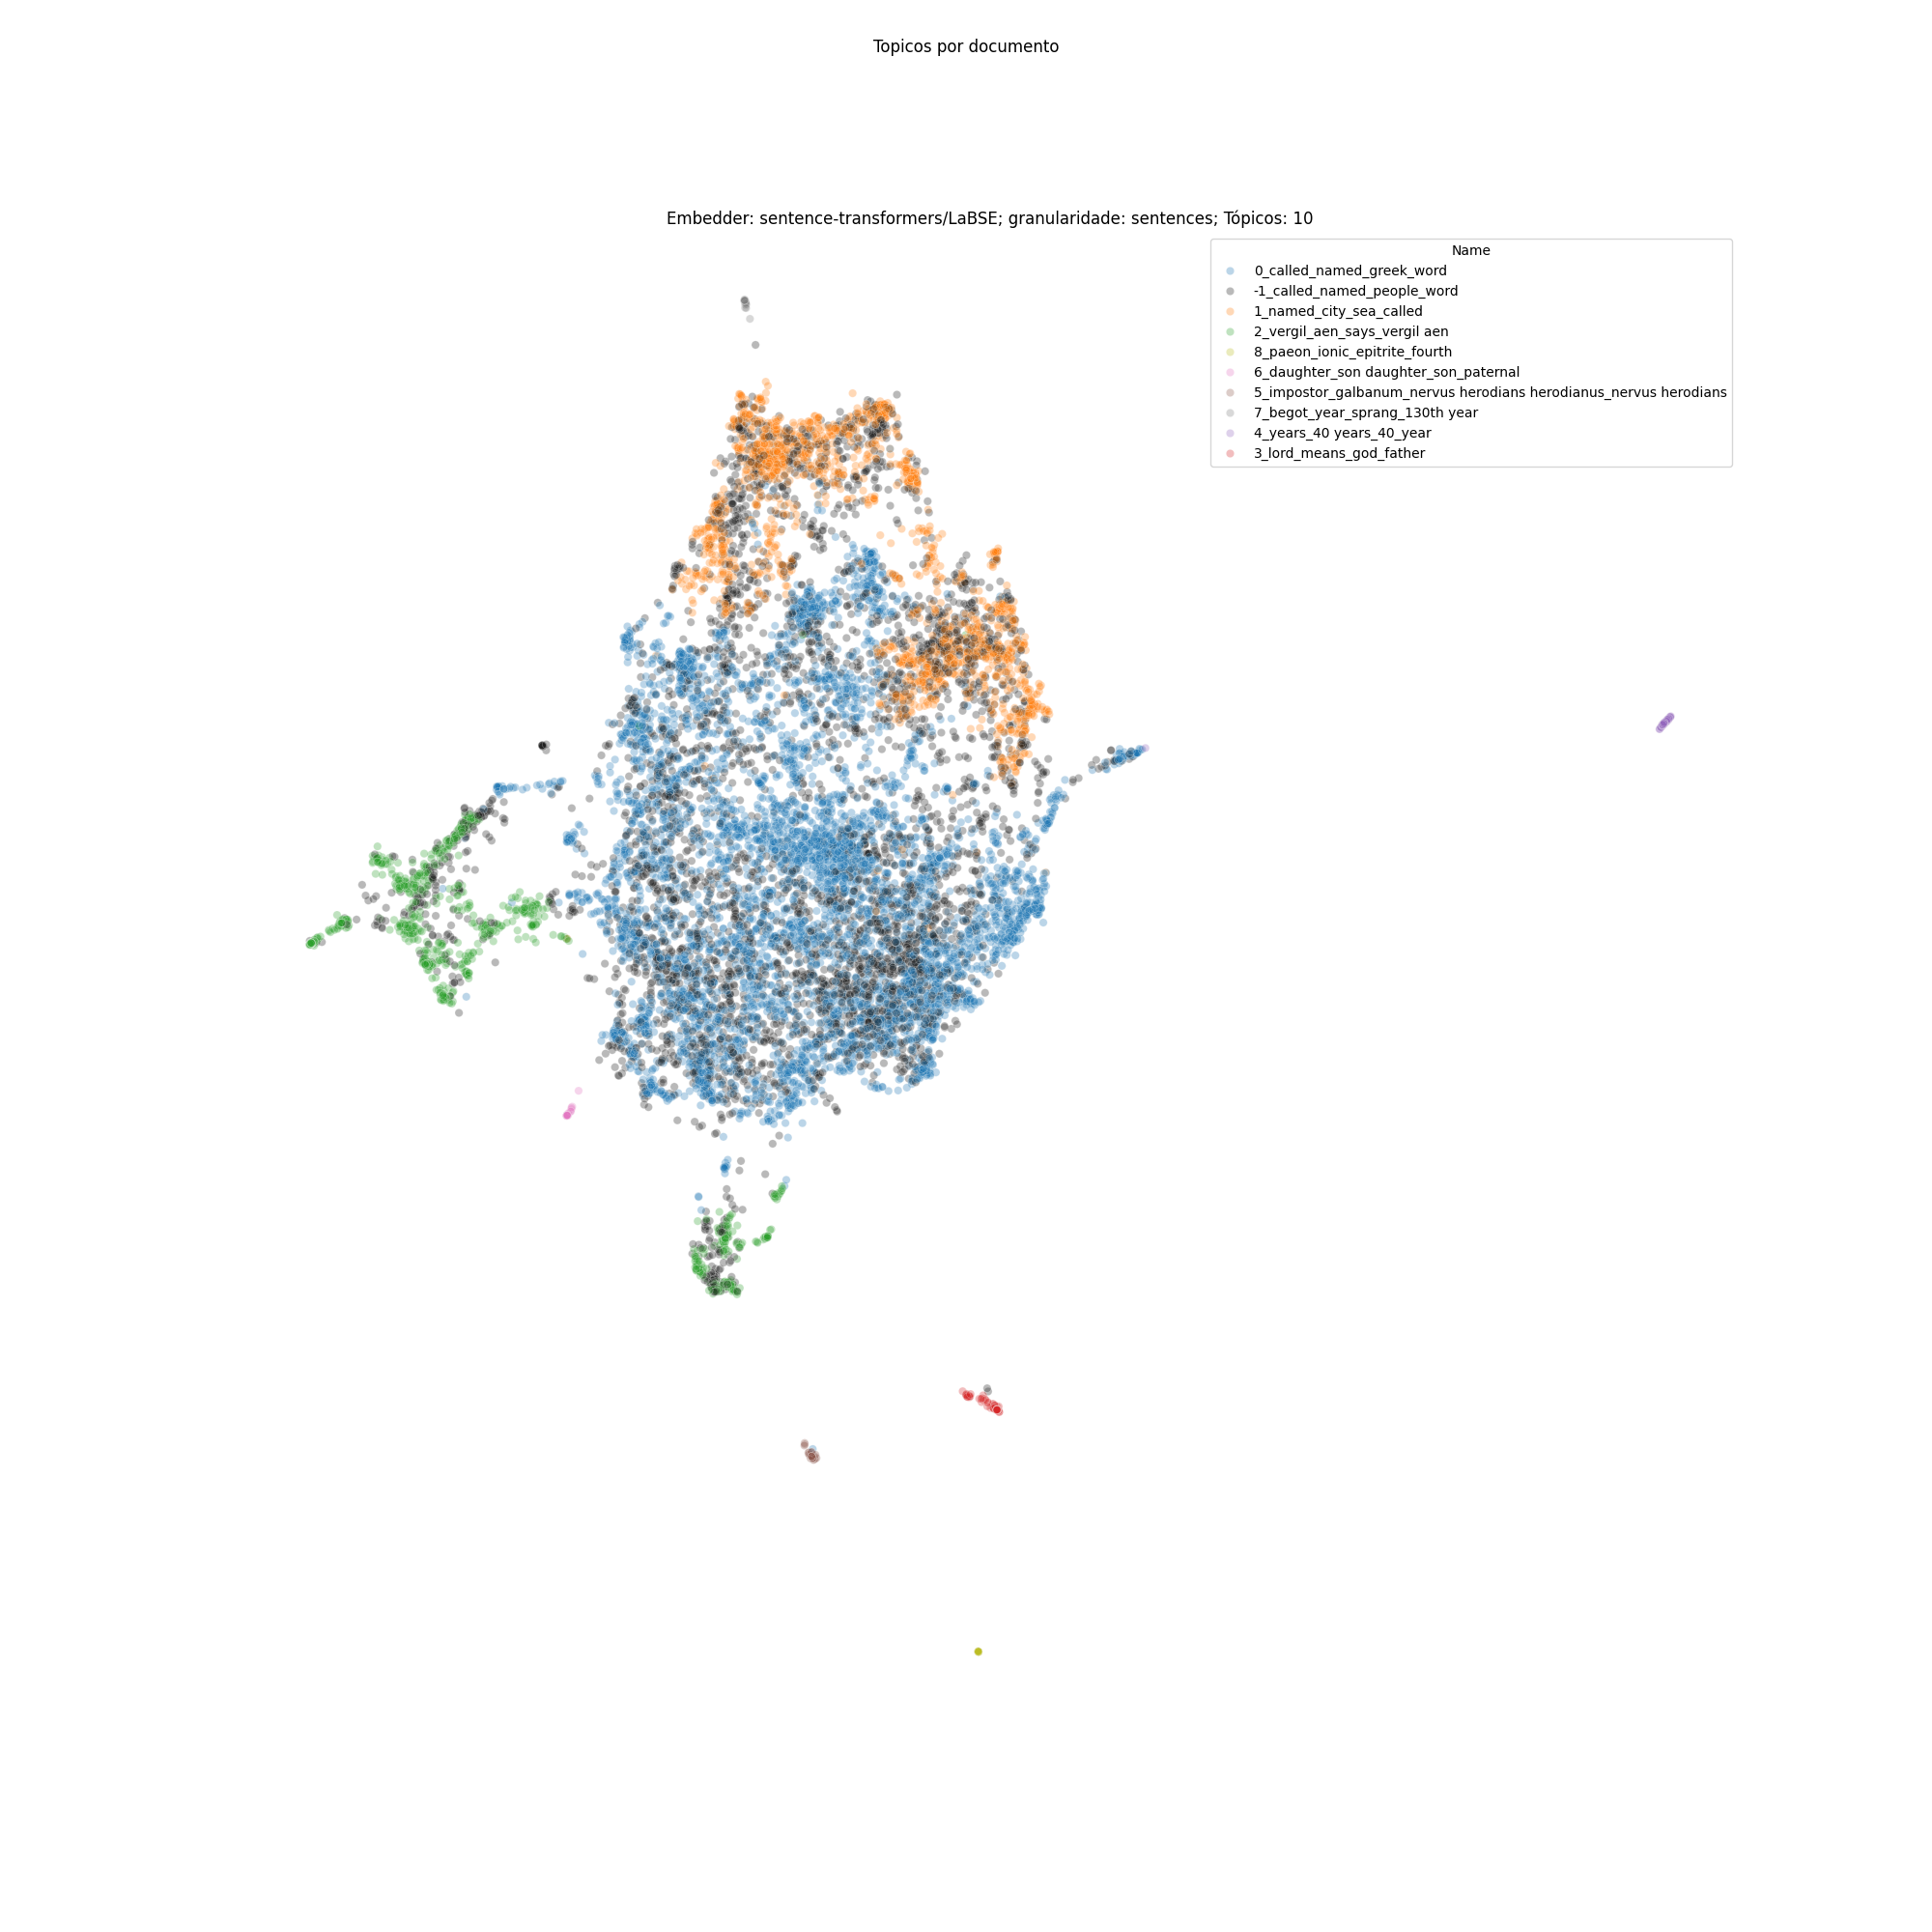 Topicos por documento
Embedder: sentence-transformers/LaBSE; granularidade: sentences; Tópicos: 10
Name
0_called_named_greek_word
-1_called_named_people_word
1_named_city_sea_called
2_vergil_aen_says_vergil aen
8_paeon_ionic_epitrite_fourth
6_daughter_son daughter_son_paternal
5_impostor_galbanum_nervus herodians herodianus_nervus herodians
7_begot_year_sprang_130th year
4_years_40 years_40_year
3_lord_means_god_father